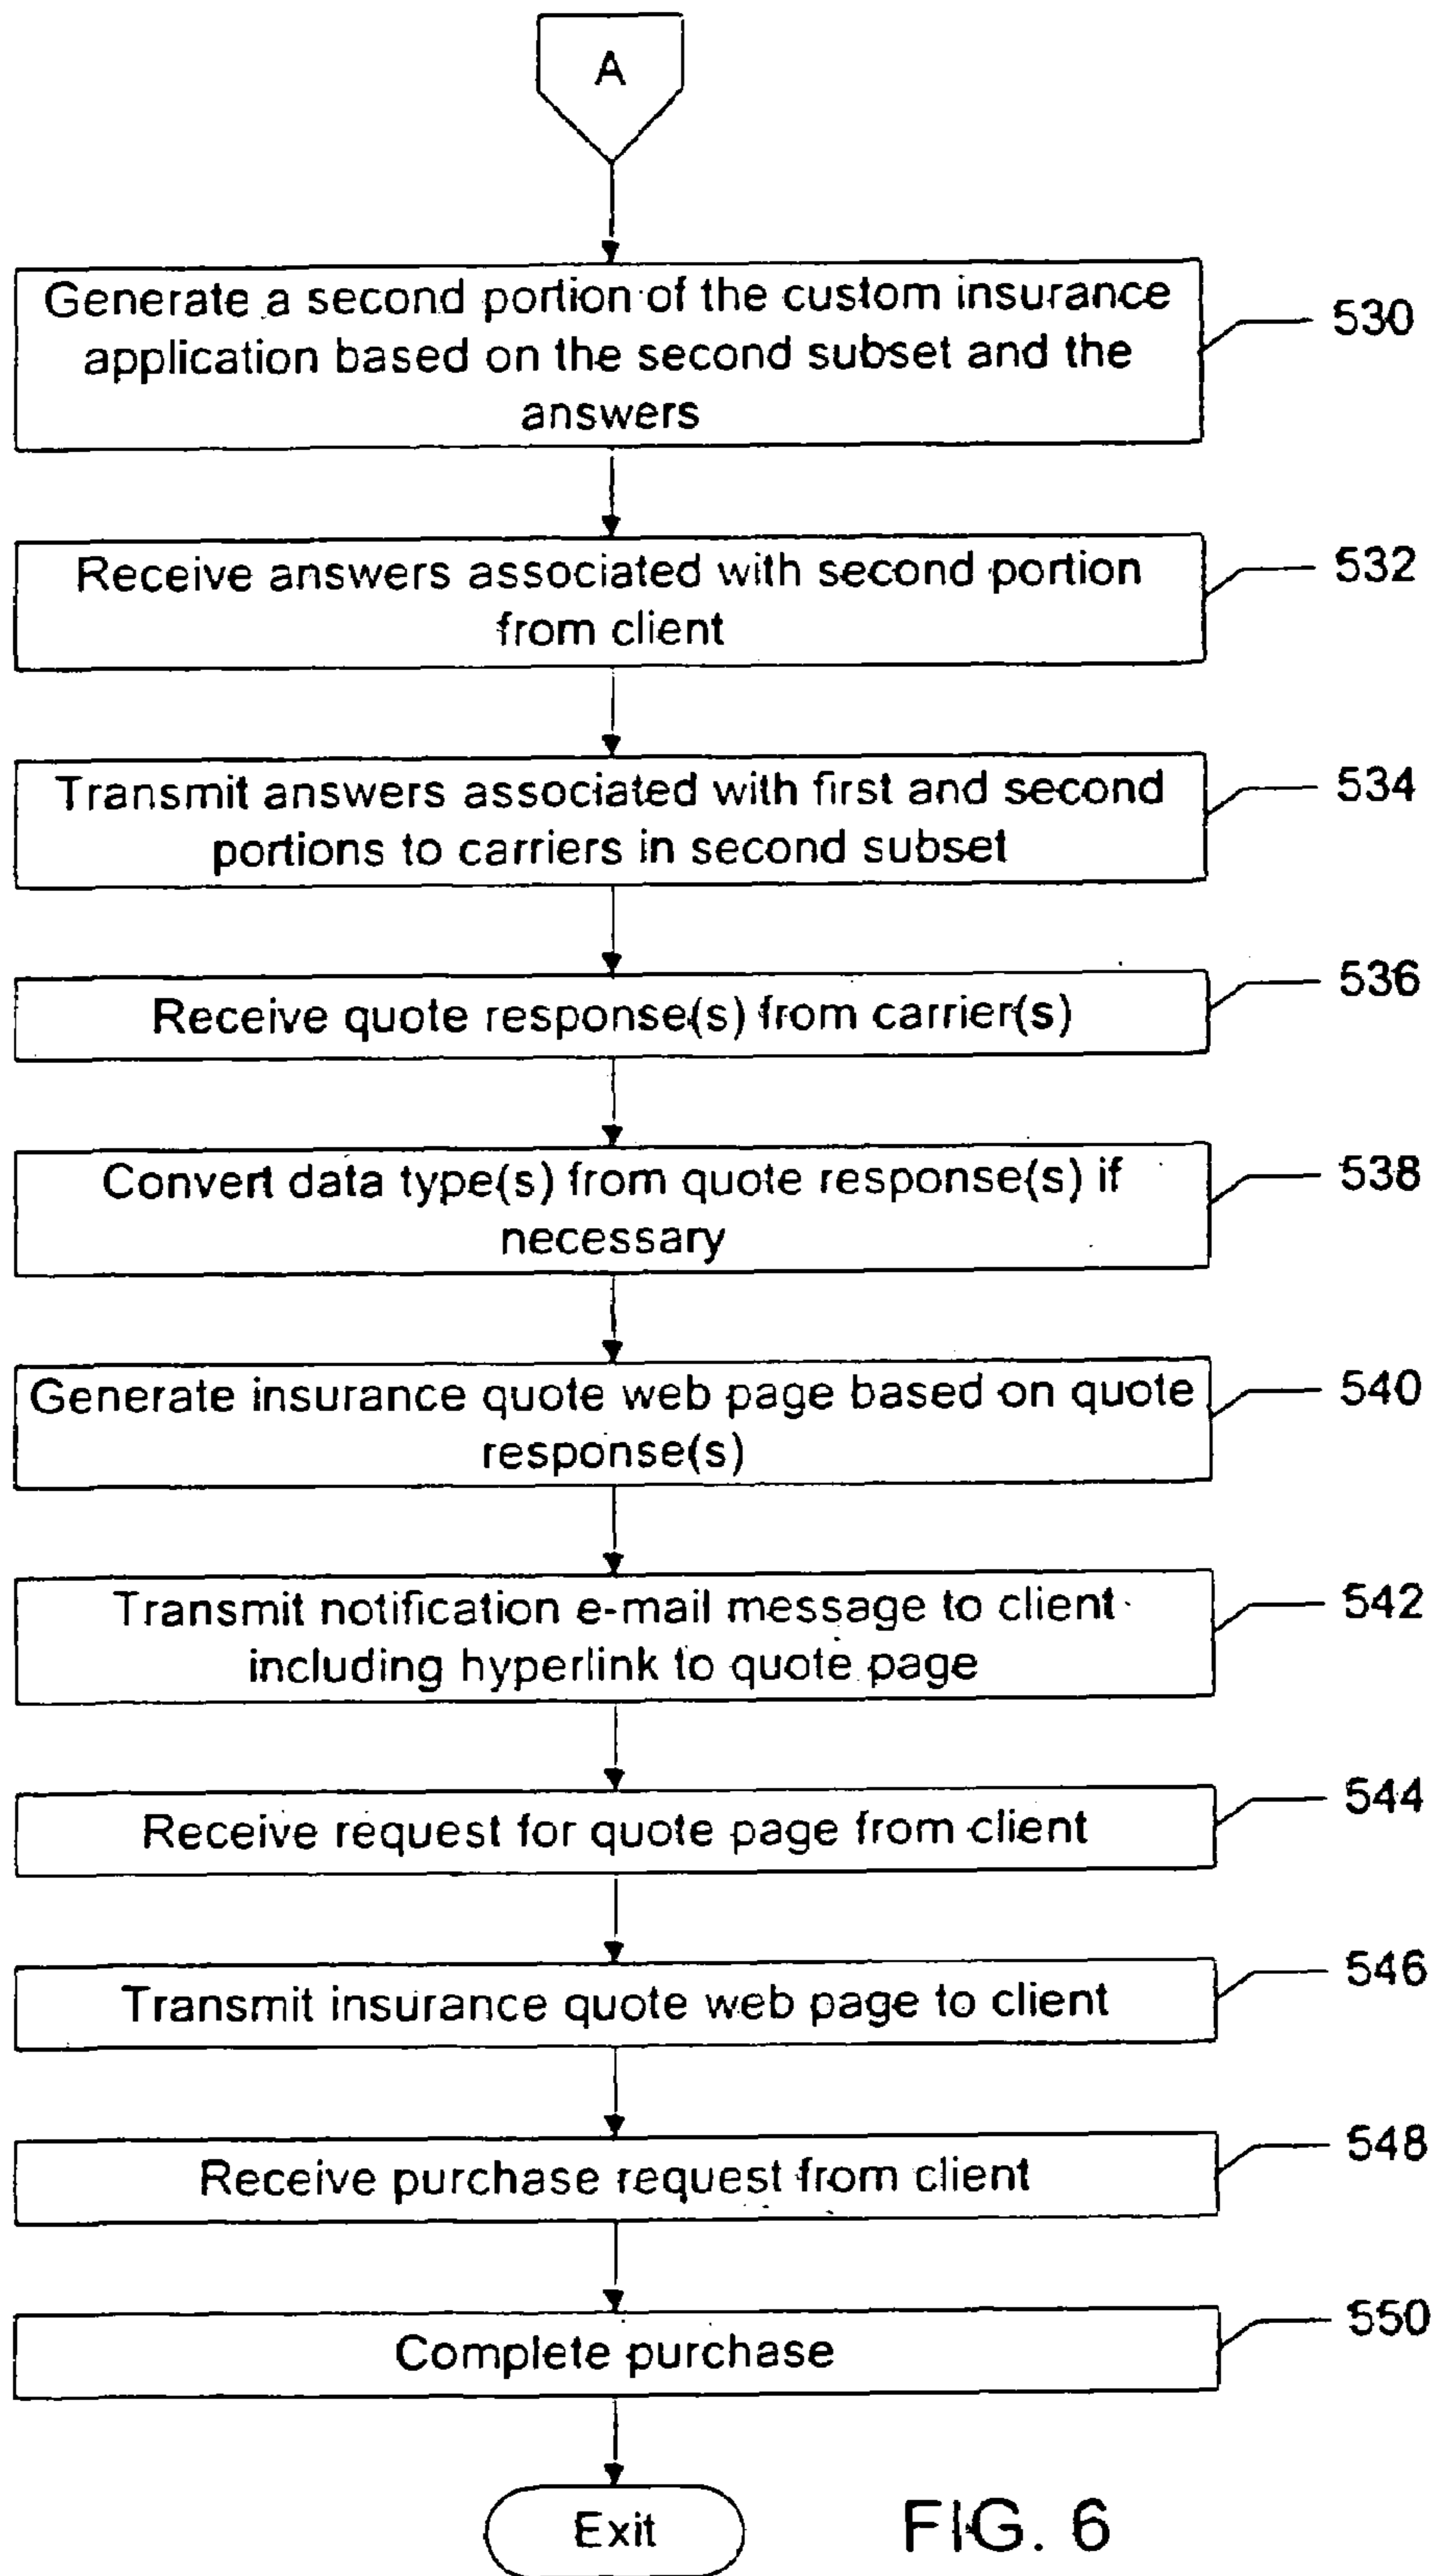 A
Generate a second portion of the custom insurance
application based on the second subset and the
answers
530
Receive answers associated with second portion
from client
532
Transmit answers associated with first and second
portions to carriers in second subset
534
Receive quote response(s) from carrier(s)
536
Convert data type(s) from quote response(s) if
necessary
538
Generate insurance quote web page based on quote
response(s)
540
Transmit notification e-mail message to client
including hyperlink to quote page
542
Receive request for quote page from client
544
Transmit insurance quote web page to client
546
Receive purchase request from client
548
Complete purchase
550
Exit
FIG. 6